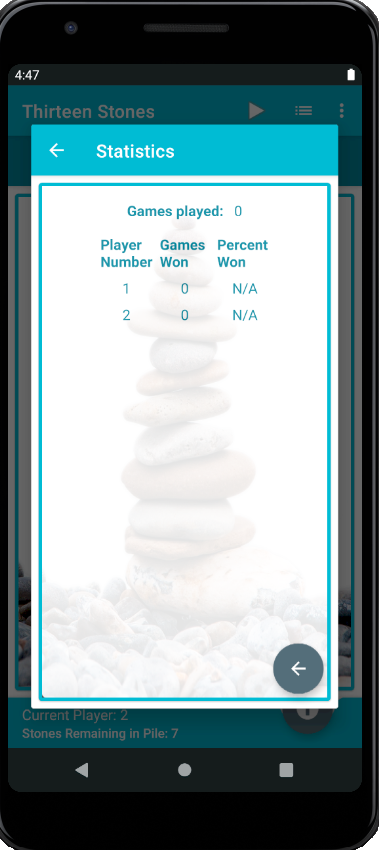 4:47
Thirteen Stones
Statistics
Games played: 0
Player Number Games Won Percent Won
1 0 N/A
2 0 N/A
Current Player: 2
Stones Remaining in Pile: 7